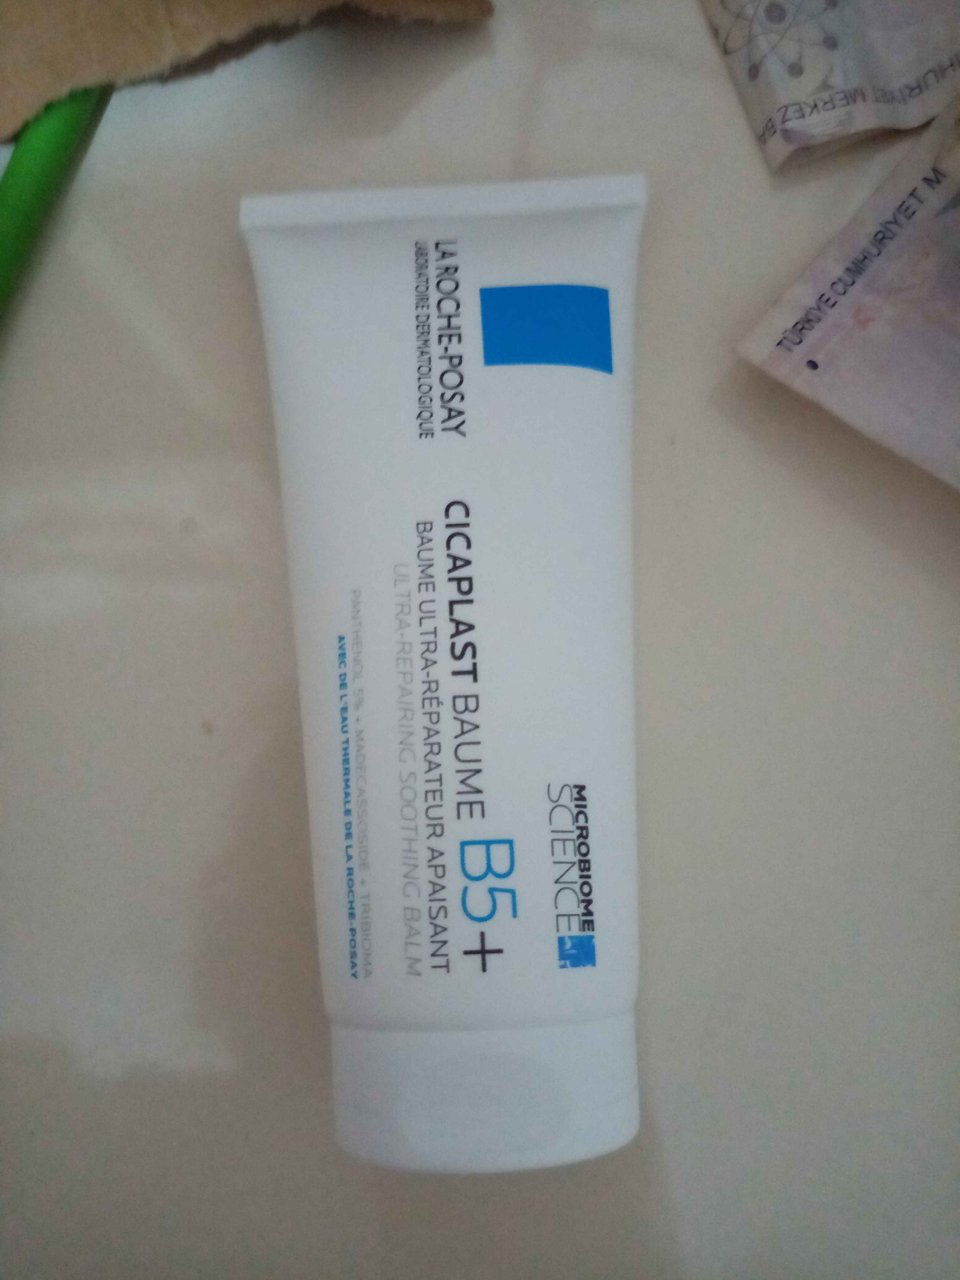 LA ROCHE-POSAY
LABORATOIRE DERMATOLOGIQUE
MICROBIOME
SCIENCE
CICAPLAST BAUME B5+
BAUME ULTRA-RÉPARATEUR APAISANT
ULTRA-REPAIRING SOOTHING BALM
PANTHENOL 5% + MADECASSOSIDE + TRIBIOMA
AVEC DE L'EAU THERMALE DE LA ROCHE-POSAY
MERKEZ
TÜRKİYE CUMHURİYET M